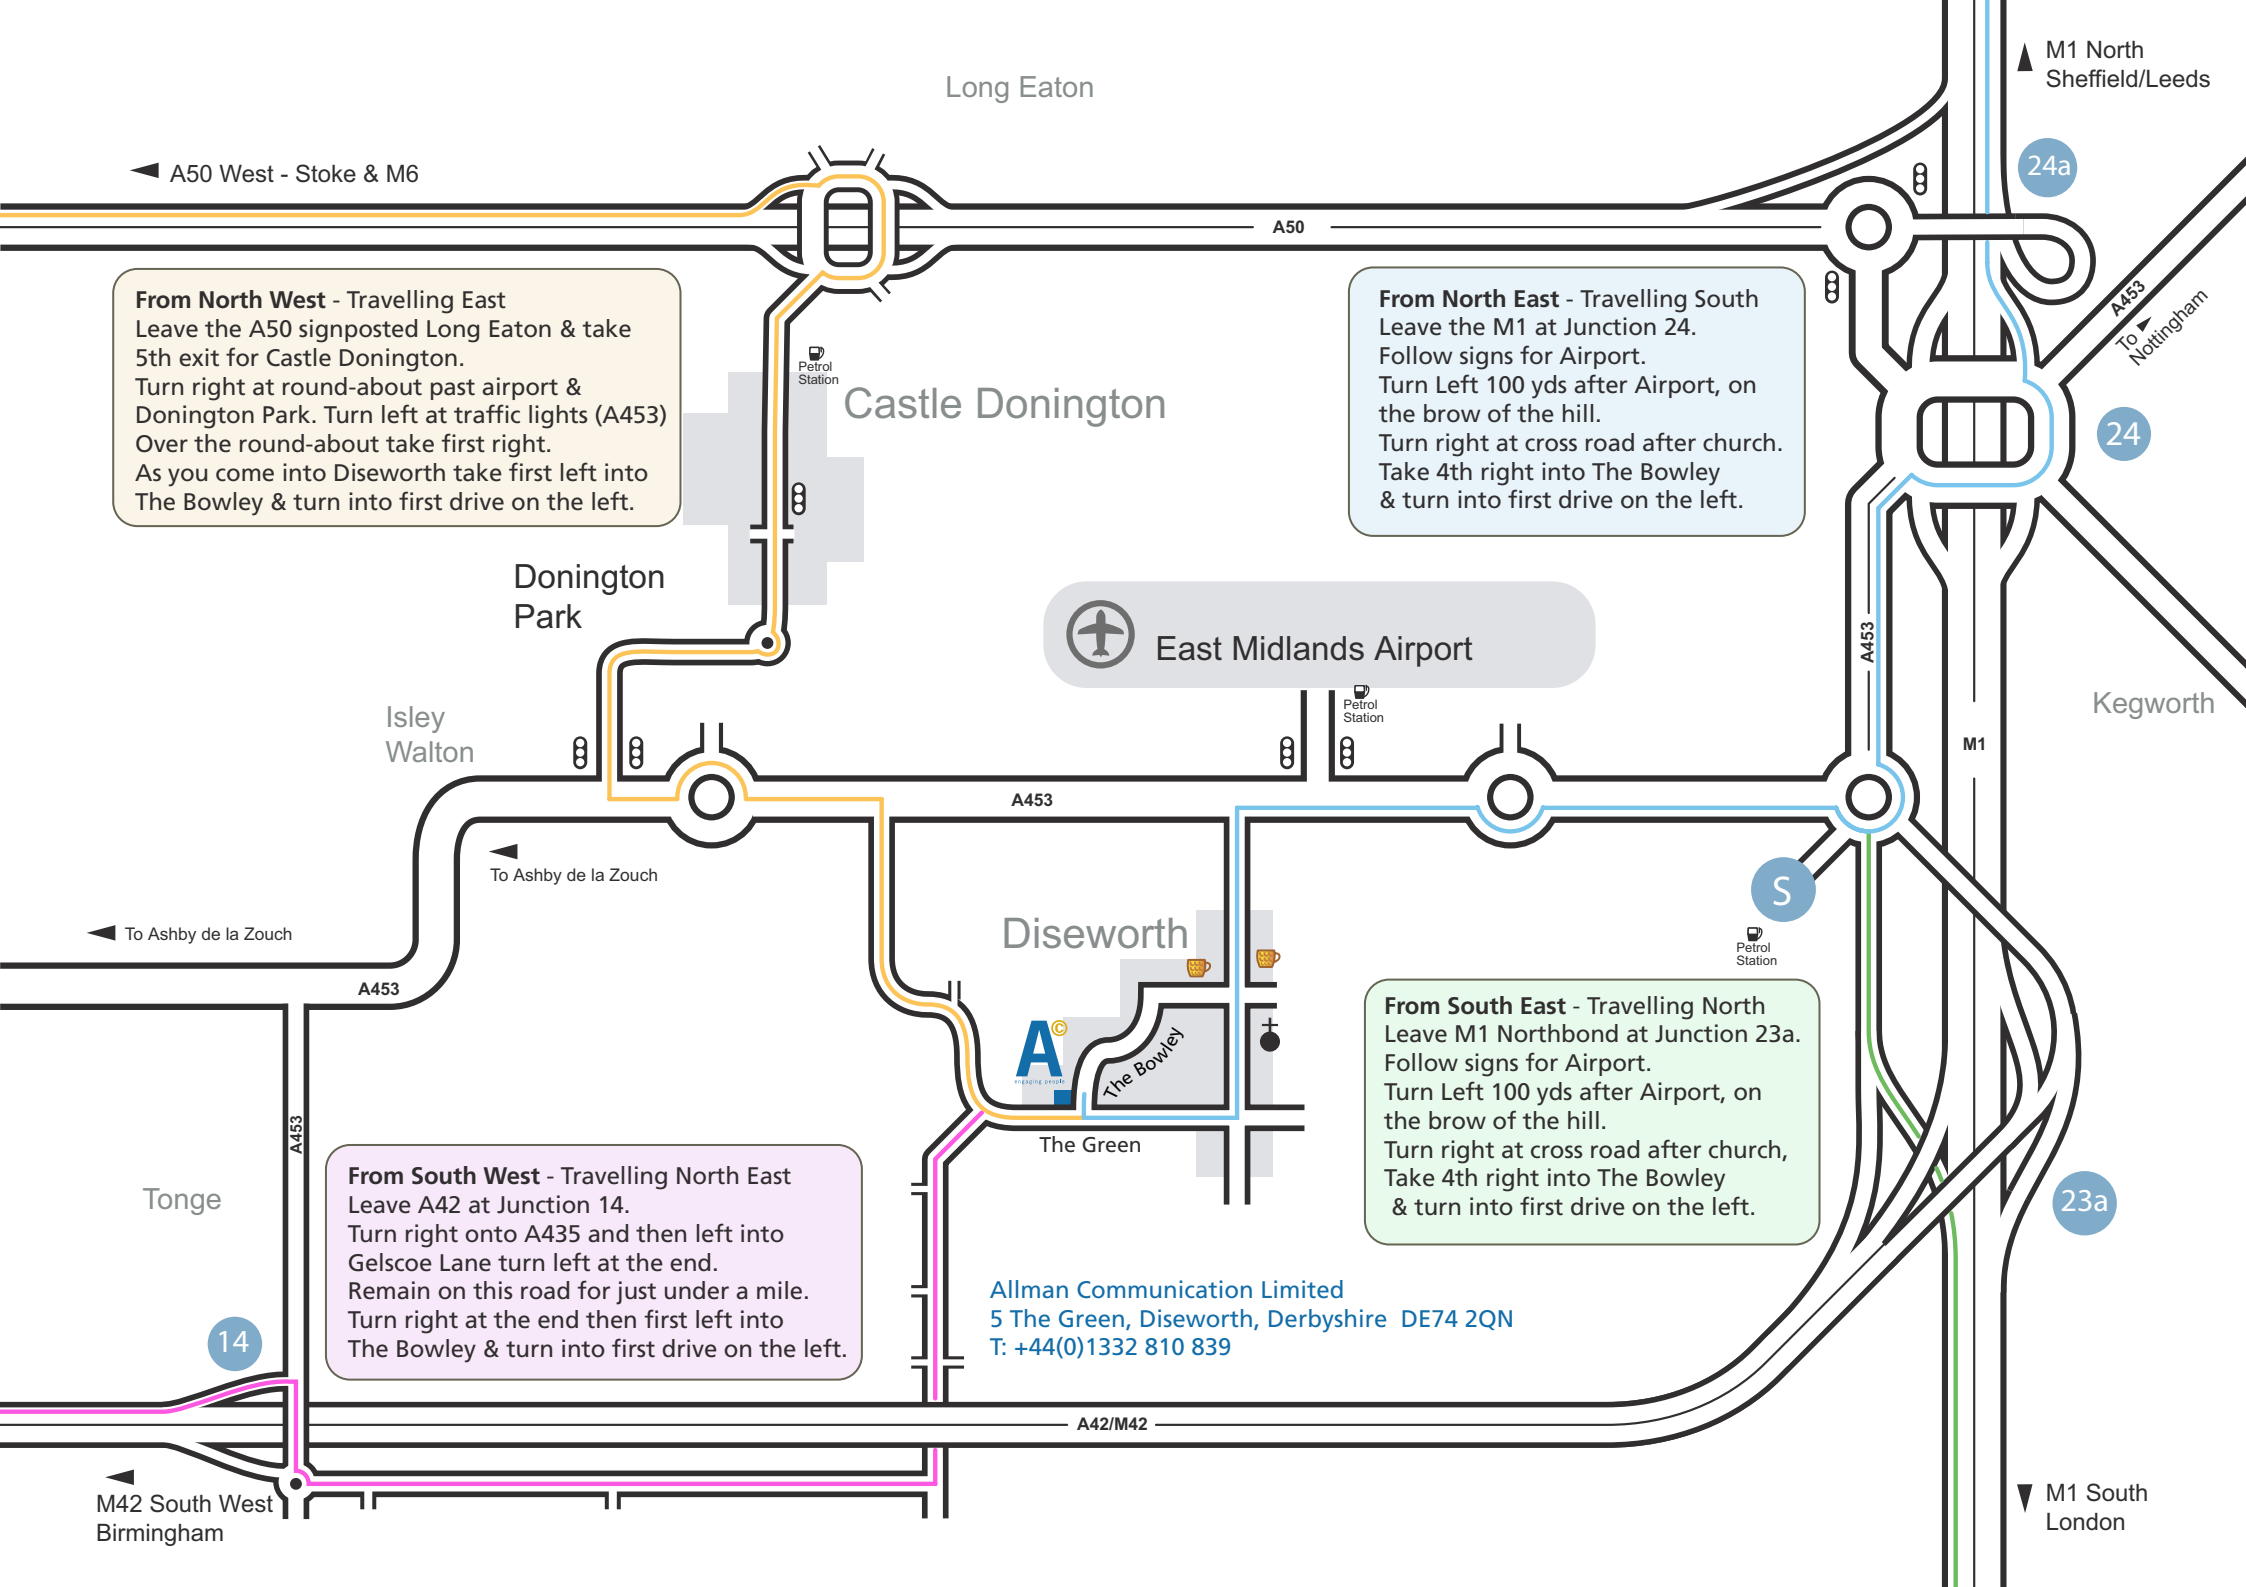 M1 North
Sheffield/Leeds
Long Eaton
A50 West - Stoke & M6
24a
A50
A453
To
Nottingham
From North West - Travelling East
Leave the A50 signposted Long Eaton & take
5th exit for Castle Donington.
Turn right at round-about past airport &
Donington Park. Turn left at traffic lights (A453)
Over the round-about take first right.
As you come into Diseworth take first left into
The Bowley & turn into first drive on the left.
From North East - Travelling South
Leave the M1 at Junction 24.
Follow signs for Airport.
Turn Left 100 yds after Airport, on
the brow of the hill.
Turn right at cross road after church.
Take 4th right into The Bowley
& turn into first drive on the left.
Petrol
Station
Castle Donington
24
Donington
Park
East Midlands Airport
A453
Petrol
Station
Kegworth
Isley
Walton
M1
A453
To Ashby de la Zouch
S
To Ashby de la Zouch
Diseworth
Petrol
Station
A453
A©
engaging people
The Bowley
The Green
From South East - Travelling North
Leave M1 Northbond at Junction 23a.
Follow signs for Airport.
Turn Left 100 yds after Airport, on
the brow of the hill.
Turn right at cross road after church,
Take 4th right into The Bowley
& turn into first drive on the left.
A453
Tonge
From South West - Travelling North East
Leave A42 at Junction 14.
Turn right onto A435 and then left into
Gelscoe Lane turn left at the end.
Remain on this road for just under a mile.
Turn right at the end then first left into
The Bowley & turn into first drive on the left.
23a
14
Allman Communication Limited
5 The Green, Diseworth, Derbyshire DE74 2QN
T: +44(0)1332 810 839
A42/M42
M42 South West
Birmingham
M1 South
London